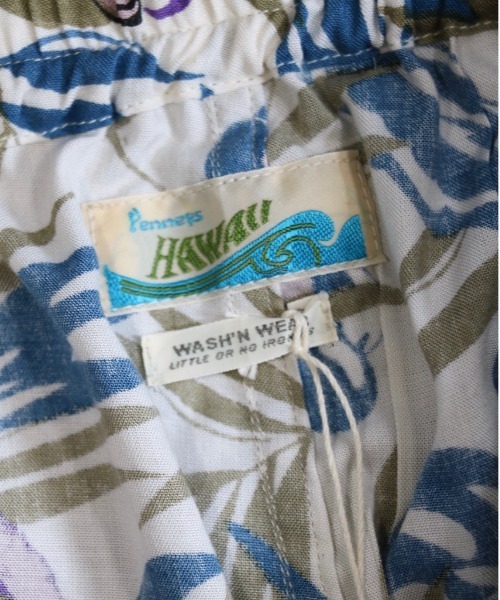 Penneys
HAWAII
WASH'N WEAR
LITTLE OR NO IRONING